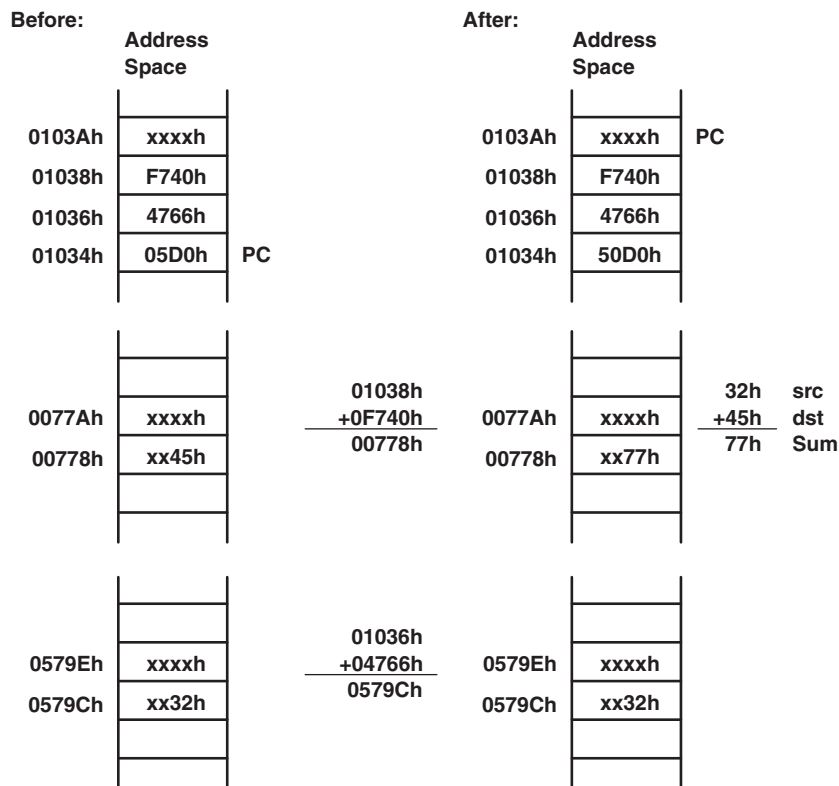 Before:
Address
Space
0103Ah xxxxh
01038h F740h
01036h 4766h
01034h 05D0h PC
0077Ah xxxxh
00778h xx45h
01038h
+0F740h
00778h
0579Eh xxxxh
0579Ch xx32h
01036h
+04766h
0579Ch
After:
Address
Space
0103Ah xxxxh PC
01038h F740h
01036h 4766h
01034h 50D0h
0077Ah xxxxh
00778h xx77h
32h src
+45h dst
77h Sum
0579Eh xxxxh
0579Ch xx32h